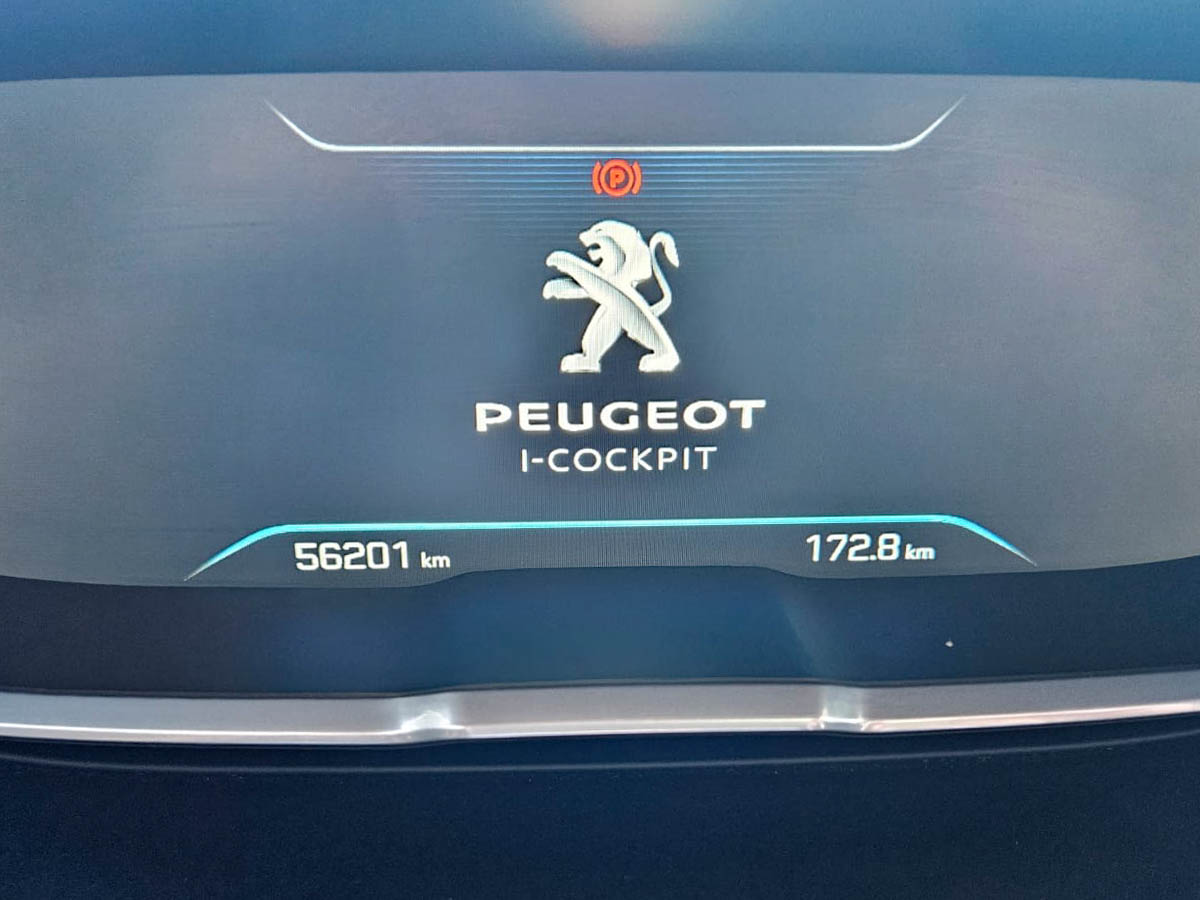 P
PEUGEOT
I-COCKPIT
56201 km
172.8 km